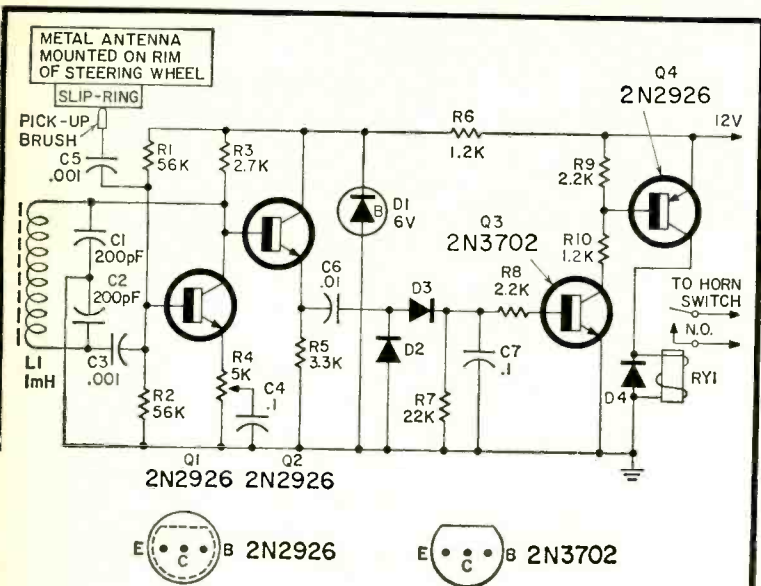 METAL ANTENNA
MOUNTED ON RIM
OF STEERING WHEEL
SLIP-RING
PICK-UP
BRUSH
C5
.001
R1
56K
R3
2.7K
R6
1.2K
Q4
2N2926
12V
R9
2.2K
D1
6V
B
Q3
2N3702
R10
1.2K
C1
200pF
C2
200pF
C6
.01
D3
R8
2.2K
TO HORN
SWITCH
N.O.
L1
1mH
C3
.001
R4
5K
C4
.1
R5
3.3K
D2
C7
.1
R7
22K
D4
RY1
R2
56K
Q1
2N2926
Q2
2N2926
E C B 2N2926
E C B 2N3702